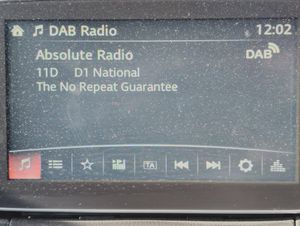 DAB Radio 12:02
Absolute Radio DAB
11D D1 National
The No Repeat Guarantee
TA